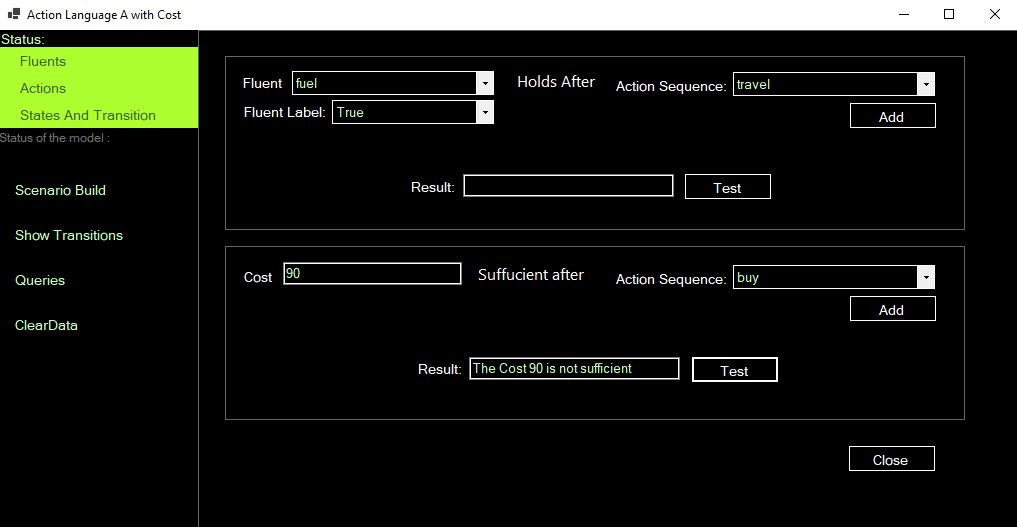 Action Language A with Cost
Status:
Fluents
Actions
States And Transition
Status of the model :
Scenario Build
Show Transitions
Queries
ClearData
Fluent fuel Holds After Action Sequence: travel
Fluent Label: True Add
Result: Test
Cost 90 Suffucient after Action Sequence: buy
Add
Result: The Cost 90 is not sufficient Test
Close